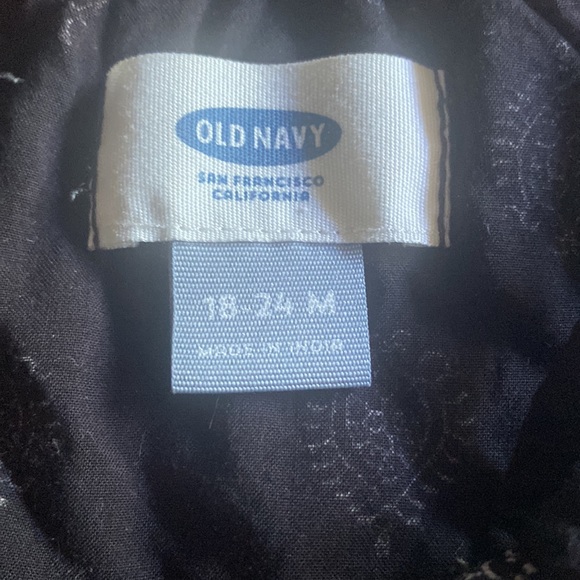 OLD NAVY
SAN FRANCISCO
CALIFORNIA
18-24 M
MADE IN INDIA